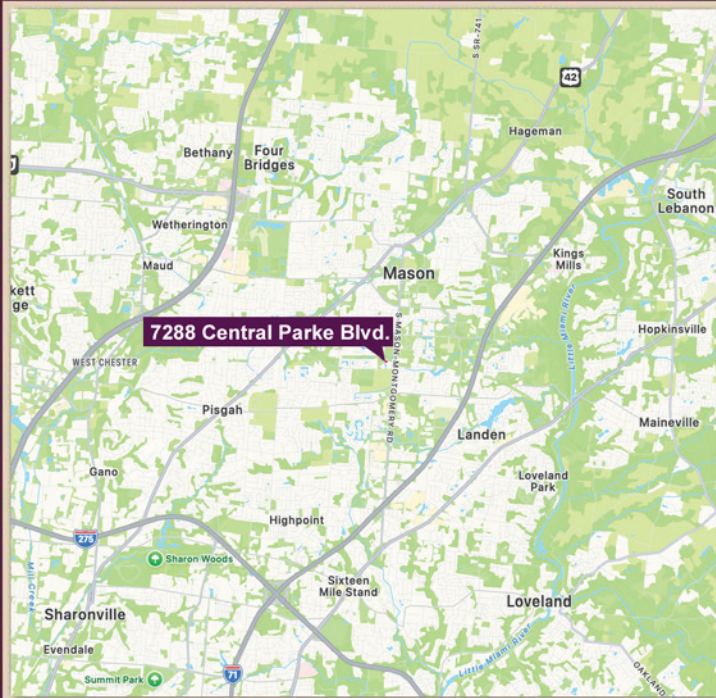 S SR-741
42
Hageman
Bethany
Four
Bridges
South
Lebanon
Wetherington
Kings
Mills
Maud
Mason
kett
ge
Little Miami River
7288 Central Parke Blvd.
S MASON-MONTGOMERY RD
Hopkinsville
WEST CHESTER
Pisgah
Maineville
Landen
Gano
Loveland
Park
Highpoint
275
Sharon Woods
Sixteen
Mile Stand
Mill Creek
Loveland
Sharonville
Evendale
Little Miami River
Summit Park
71
OAKLAND